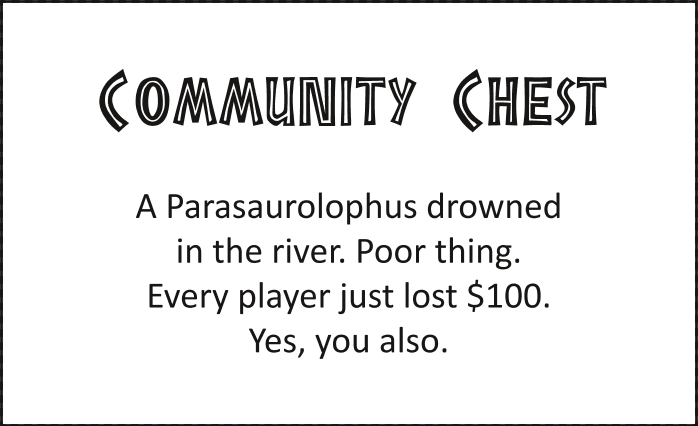 Community Chest
A Parasaurolophus drowned
in the river. Poor thing.
Every player just lost $100.
Yes, you also.